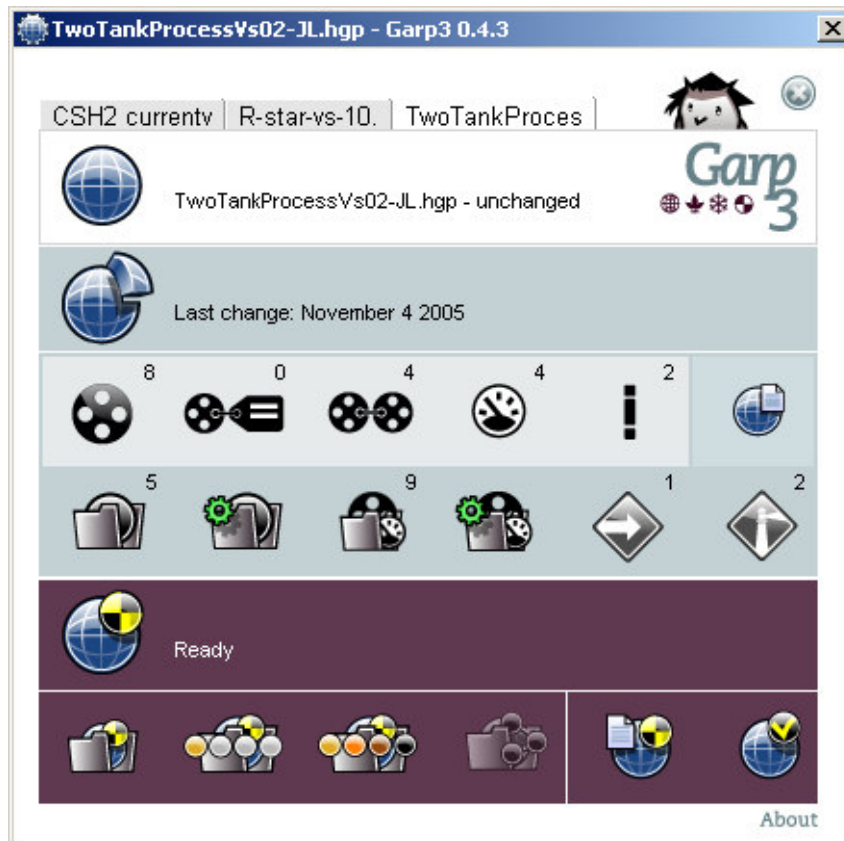 TwoTankProcessVs02-JL.hgp - Garp3 0.4.3
CSH2 currentv R-star-vs-10. TwoTankProces
Garp
3
TwoTankProcessVs02-JL.hgp - unchanged
Last change: November 4 2005
8 0 4 4 2
5 9 1 2
Ready
About